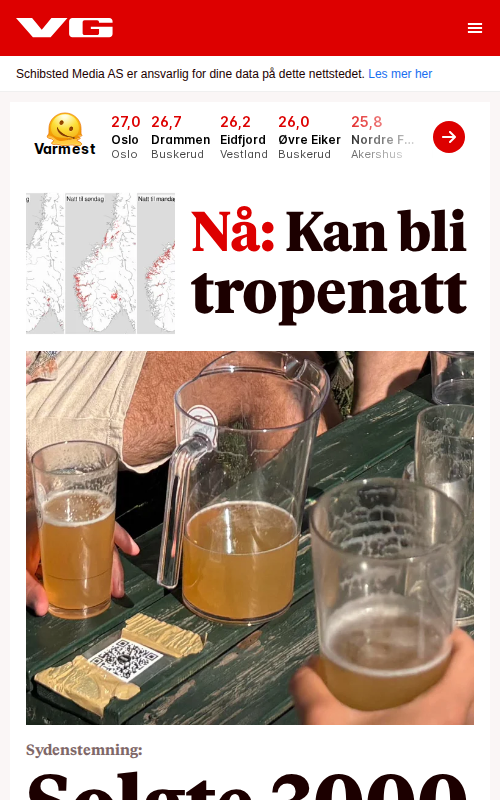 VG
Schibsted Media AS er ansvarlig for dine data på dette nettstedet. Les mer her
Varmest
27,0 26,7 26,2 26,0 25,8
Oslo Drammen Eidfjord Øvre Eiker Nordre F...
Oslo Buskerud Vestland Buskerud Akershus
g Natt til søndag Natt til mandag
Nå: Kan bli
tropenatt
Sydenstemning:
Solgte 3000